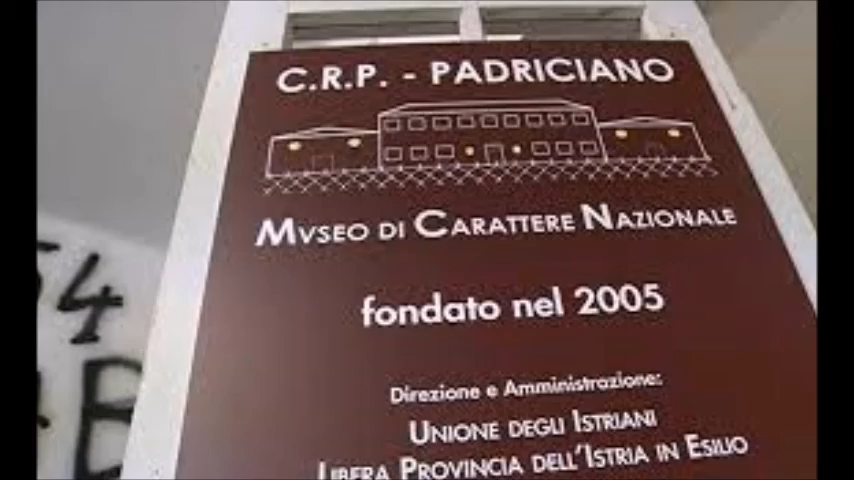 C.R.P. - PADRICIANO
MVSEO DI CARATTERE NAZIONALE
fondato nel 2005
Direzione e Amministrazione:
UNIONE DEGLI ISTRIANI
LIBERA PROVINCIA DELL'ISTRIA IN ESILIO
54
B